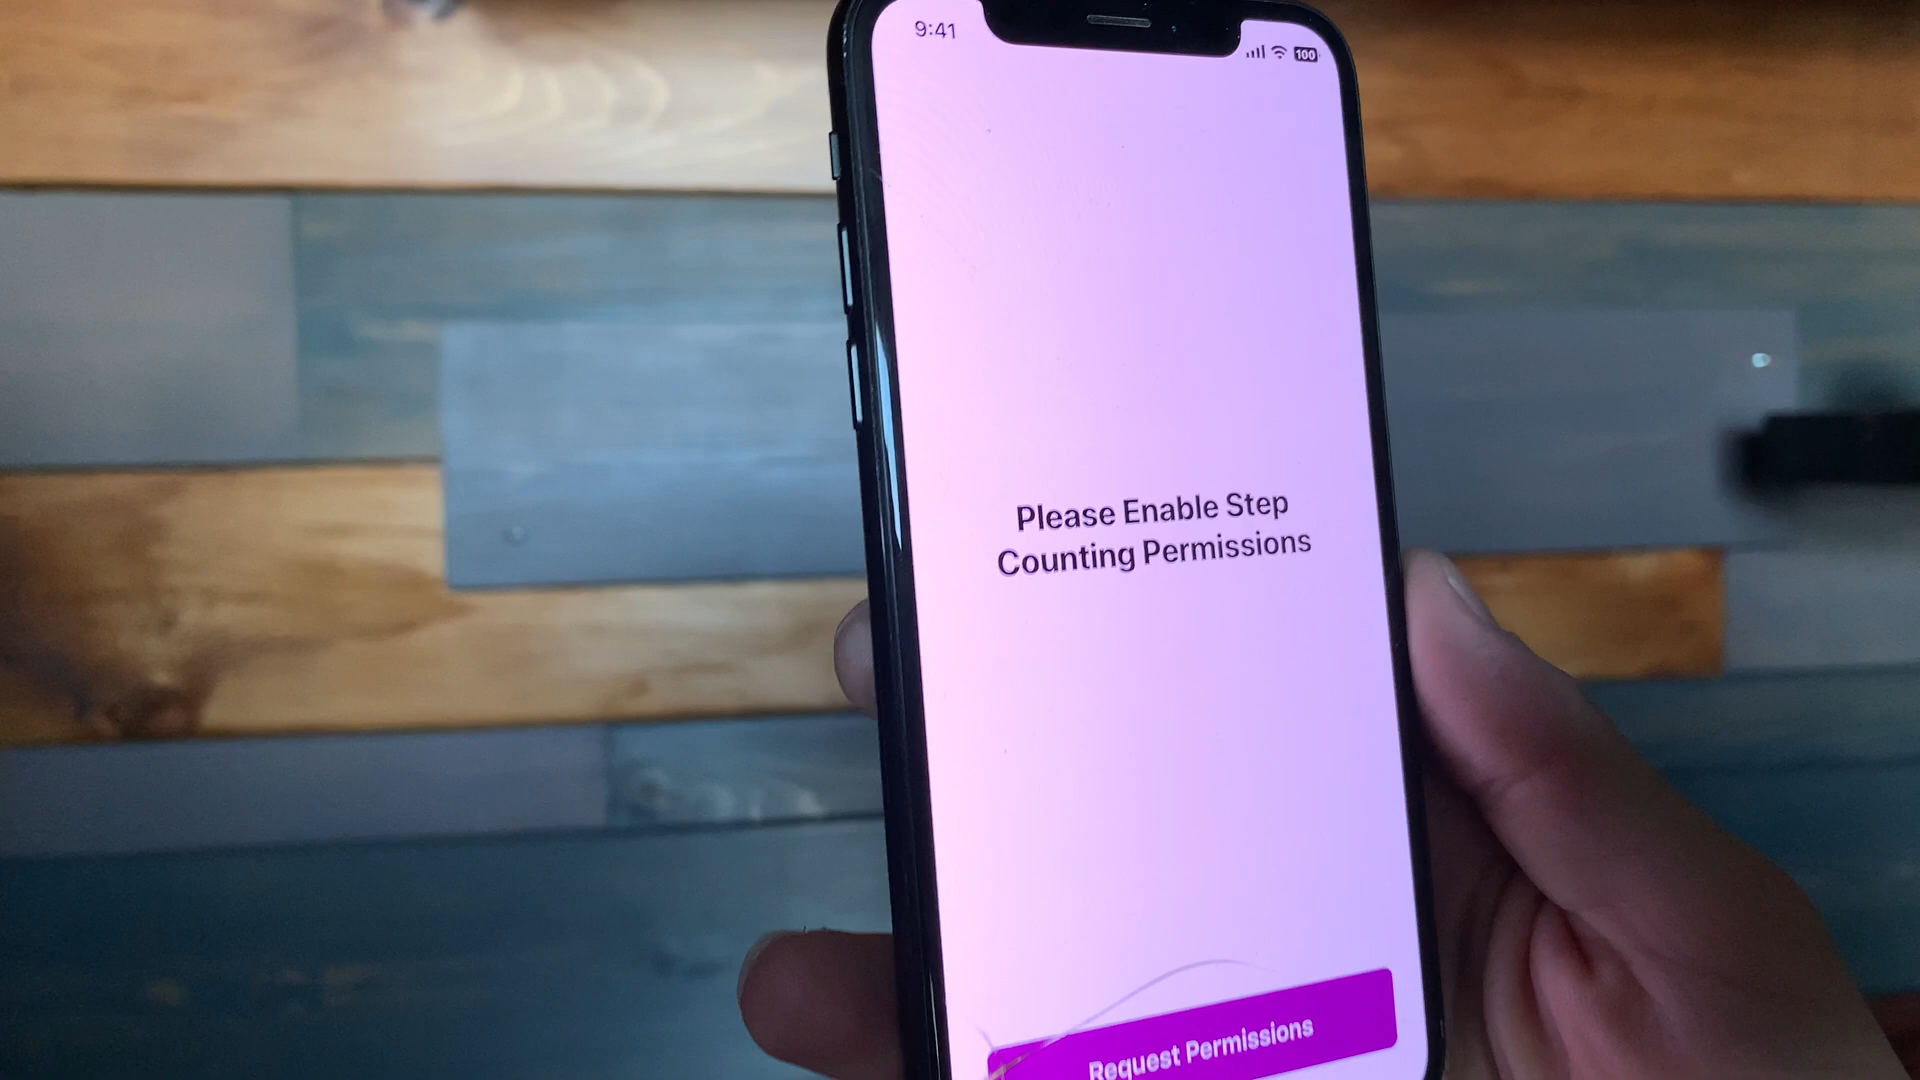 9:41
100
Please Enable Step
Counting Permissions
Request Permissions